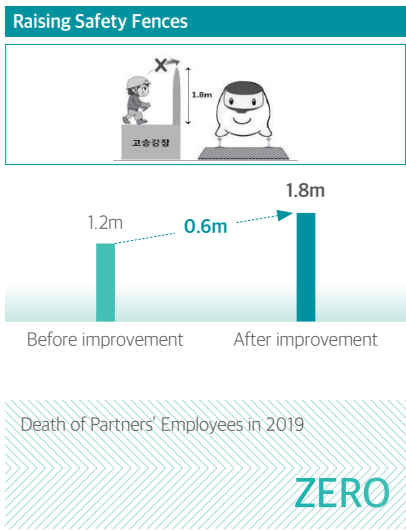 Raising Safety Fences
1.8m
고승강장
1.8m
1.2m
0.6m
Before improvement
After improvement
Death of Partners' Employees in 2019
ZERO